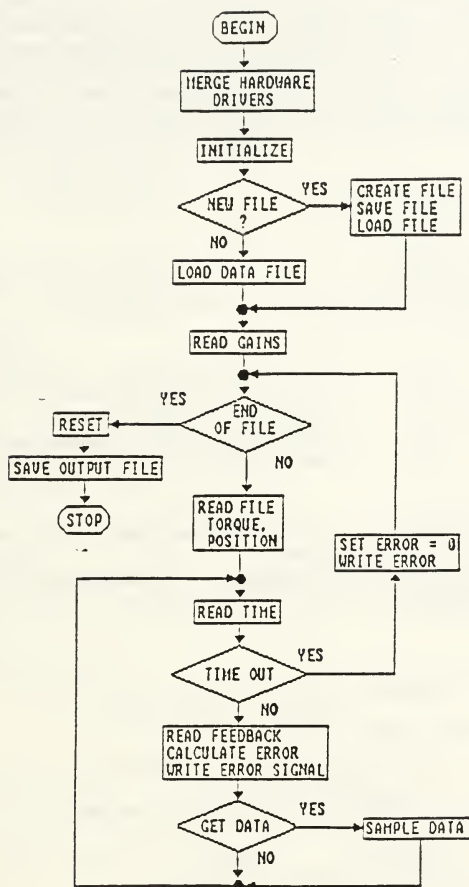 BEGIN
MERGE HARDWARE
DRIVERS
INITIALIZE
NEW FILE
?
YES
CREATE FILE
SAVE FILE
LOAD FILE
NO
LOAD DATA FILE
READ GAINS
END
OF FILE
YES
RESET
SAVE OUTPUT FILE
STOP
NO
READ FILE
TORQUE,
POSITION
SET ERROR = 0
WRITE ERROR
READ TIME
TIME OUT
YES
NO
READ FEEDBACK
CALCULATE ERROR
WRITE ERROR SIGNAL
GET DATA
YES
SAMPLE DATA
NO